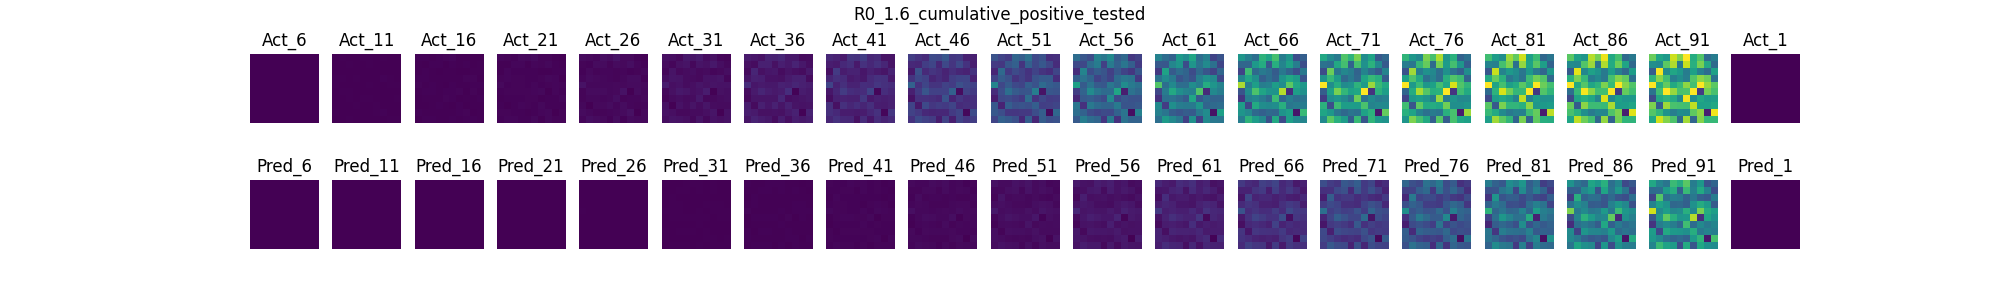 R0_1.6_cumulative_positive_tested
Act_6 Act_11 Act_16 Act_21 Act_26 Act_31 Act_36 Act_41 Act_46 Act_51 Act_56 Act_61 Act_66 Act_71 Act_76 Act_81 Act_86 Act_91 Act_1
Pred_6 Pred_11 Pred_16 Pred_21 Pred_26 Pred_31 Pred_36 Pred_41 Pred_46 Pred_51 Pred_56 Pred_61 Pred_66 Pred_71 Pred_76 Pred_81 Pred_86 Pred_91 Pred_1